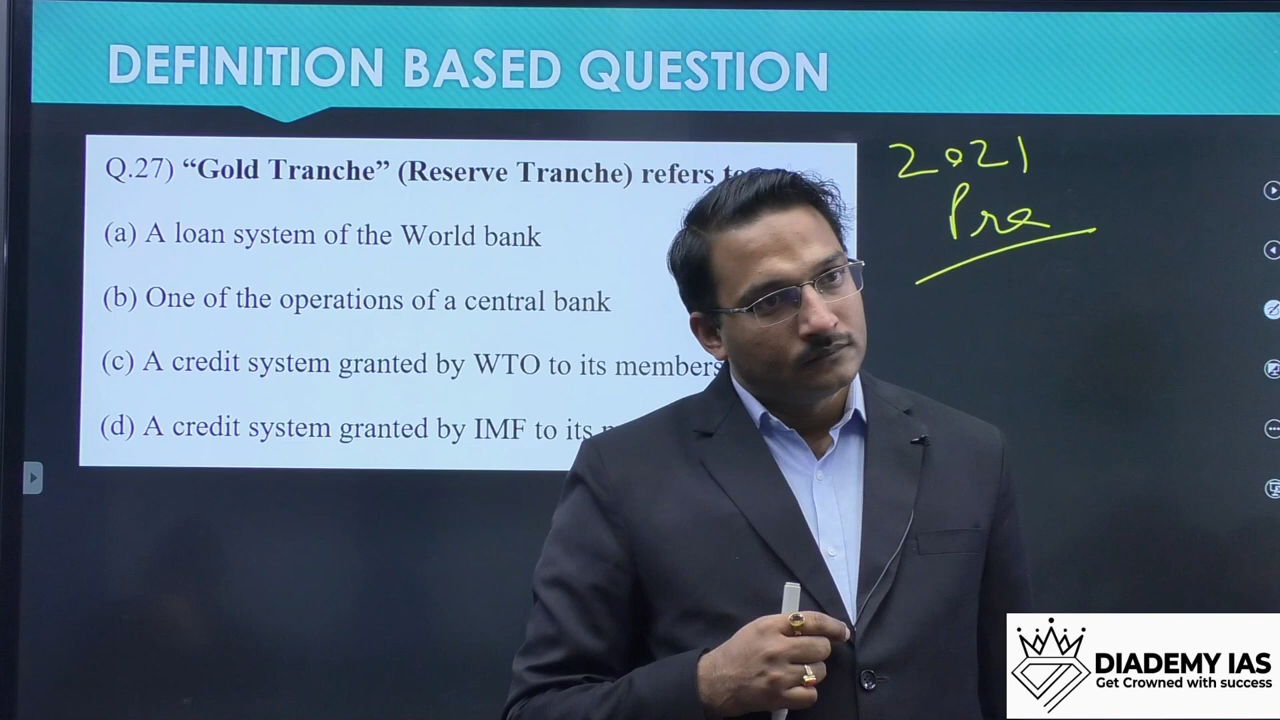 DEFINITION BASED QUESTION
Q.27) “Gold Tranche” (Reserve Tranche) refers
2021
Pre
(a) A loan system of the World bank
(b) One of the operations of a central bank
(c) A credit system granted by WTO to its members
(d) A credit system granted by IMF to its
DIADEMY IAS
Get Crowned with success